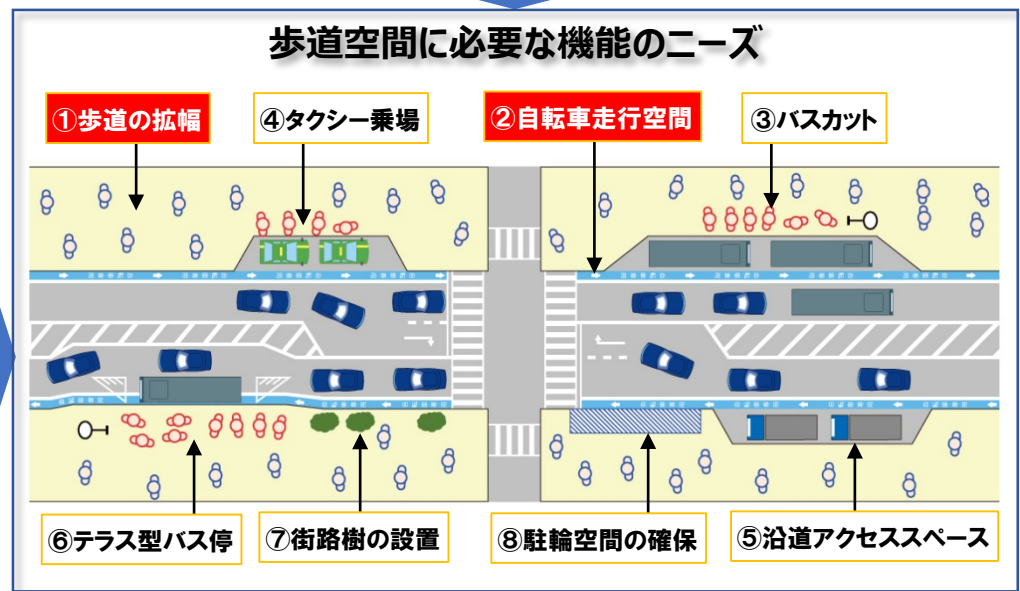 歩道空間に必要な機能のニーズ
①歩道の拡幅
④タクシー乗場
②自転車走行空間
③バスカット
⑥テラス型バス停
⑦街路樹の設置
⑧駐輪空間の確保
⑤沿道アクセススペース